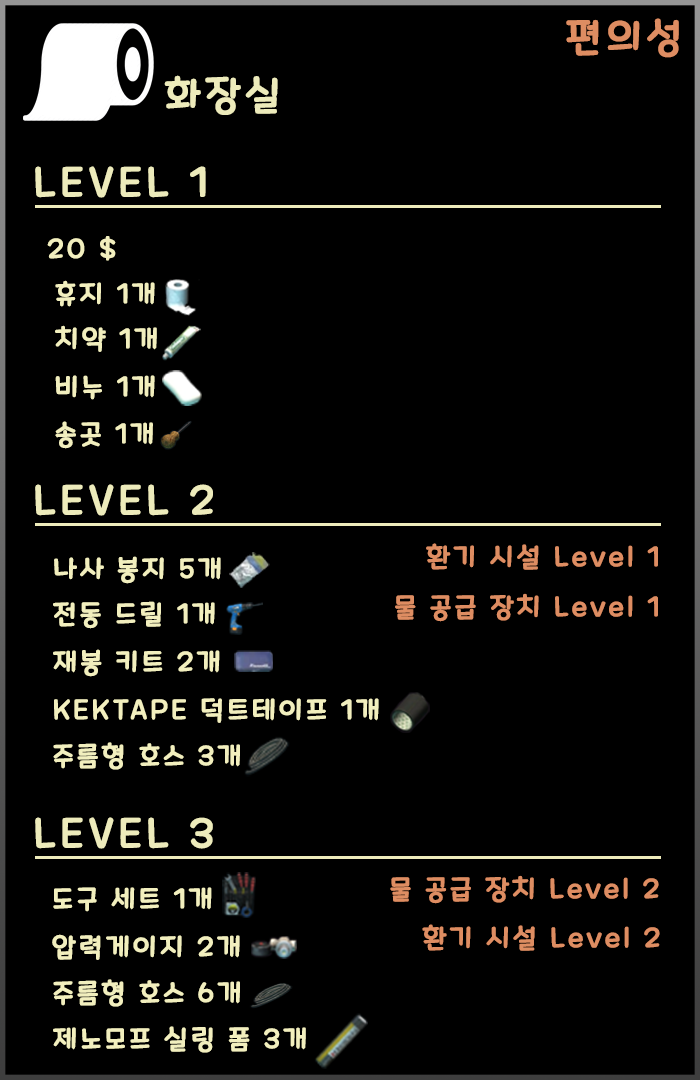 편의성
화장실
LEVEL 1
20 $
휴지 1개
치약 1개
비누 1개
송곳 1개
LEVEL 2
나사 봉지 5개
환기 시설 Level 1
전동 드릴 1개
물 공급 장치 Level 1
재봉 키트 2개
KEKTAPE 덕트테이프 1개
주름형 호스 3개
LEVEL 3
도구 세트 1개
물 공급 장치 Level 2
압력게이지 2개
환기 시설 Level 2
주름형 호스 6개
제노모프 실링 폼 3개